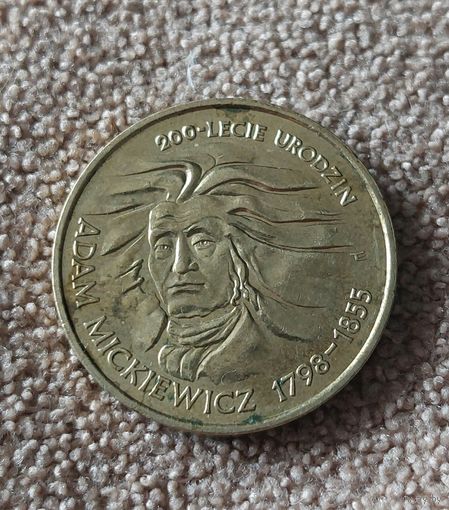 200-LECIE URODZIN
ADAM MICKIEWICZ 1798-1855